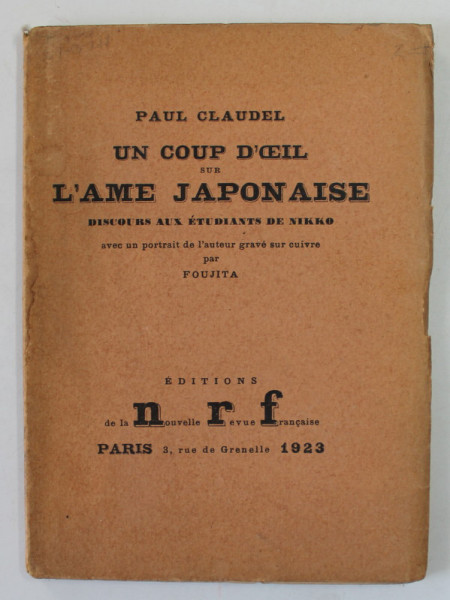 PAUL CLAUDEL
UN COUP D'ŒIL
SUR
L'AME JAPONAISE
DISCOURS AUX ÉTUDIANTS DE NIKKO
avec un portrait de l'auteur gravé sur cuivre
par
FOUJITA
ÉDITIONS
de la nouvelle revue française
PARIS 3, rue de Grenelle 1923